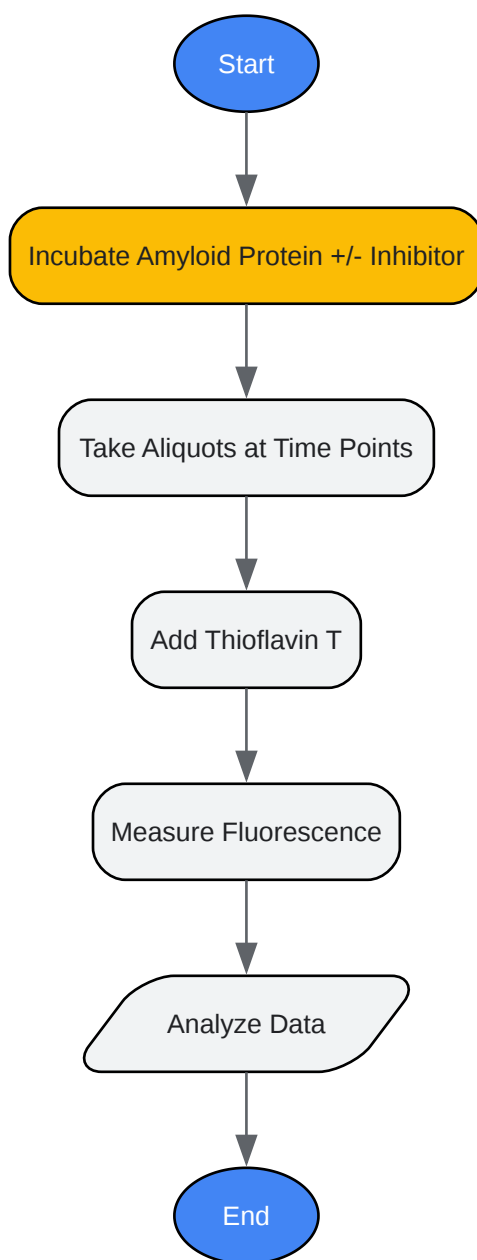 Start
Incubate Amyloid Protein +/- Inhibitor
Take Aliquots at Time Points
Add Thioflavin T
Measure Fluorescence
Analyze Data
End